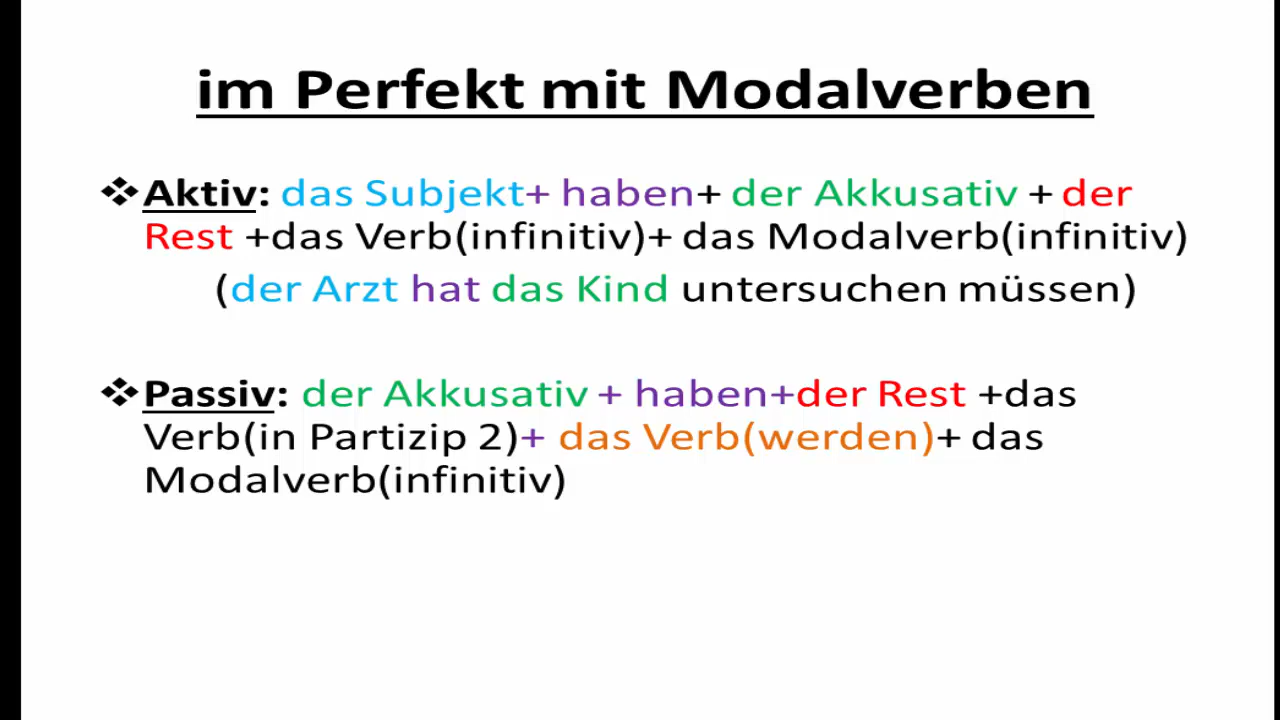 im Perfekt mit Modalverben
❖Aktiv: das Subjekt+ haben+ der Akkusativ + der
Rest +das Verb(infinitiv)+ das Modalverb(infinitiv)
(der Arzt hat das Kind untersuchen müssen)
❖Passiv: der Akkusativ + haben+der Rest +das
Verb(in Partizip 2)+ das Verb(werden)+ das
Modalverb(infinitiv)